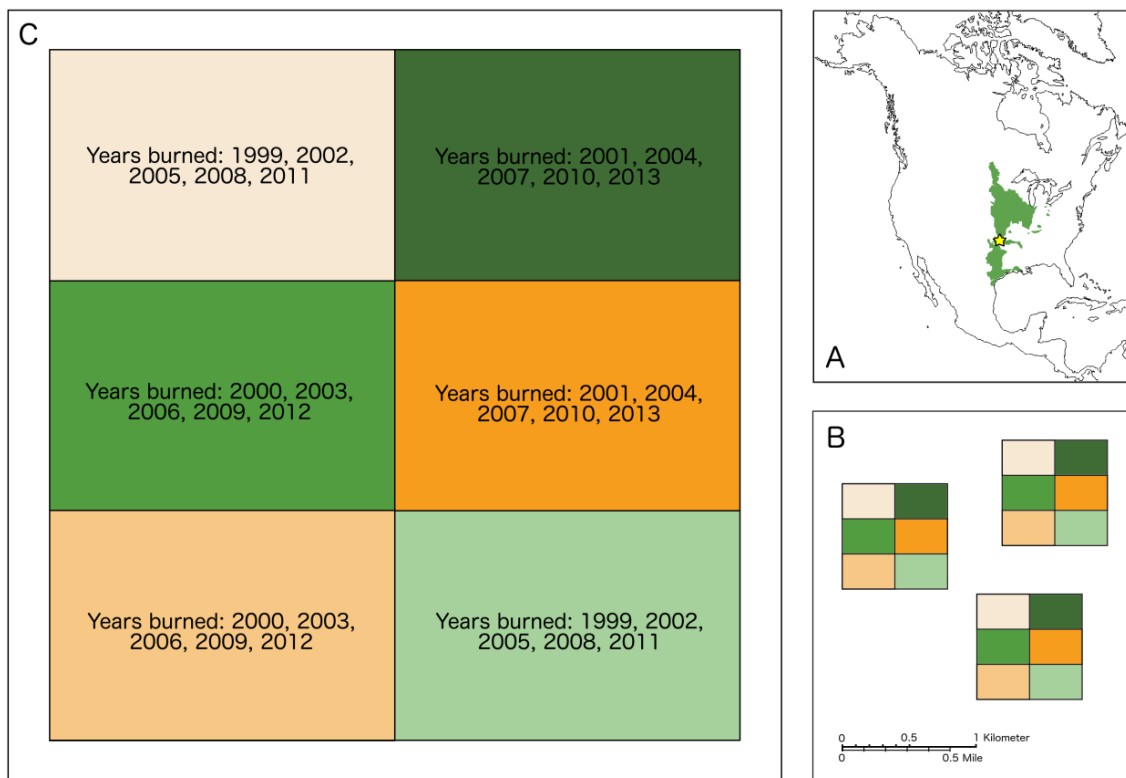 C
Years burned: 1999, 2002,
2005, 2008, 2011
Years burned: 2001, 2004,
2007, 2010, 2013
Years burned: 2000, 2003,
2006, 2009, 2012
Years burned: 2001, 2004,
2007, 2010, 2013
Years burned: 2000, 2003,
2006, 2009, 2012
Years burned: 1999, 2002,
2005, 2008, 2011
A
B
0 0.5 1 Kilometer
0 0.5 Mile